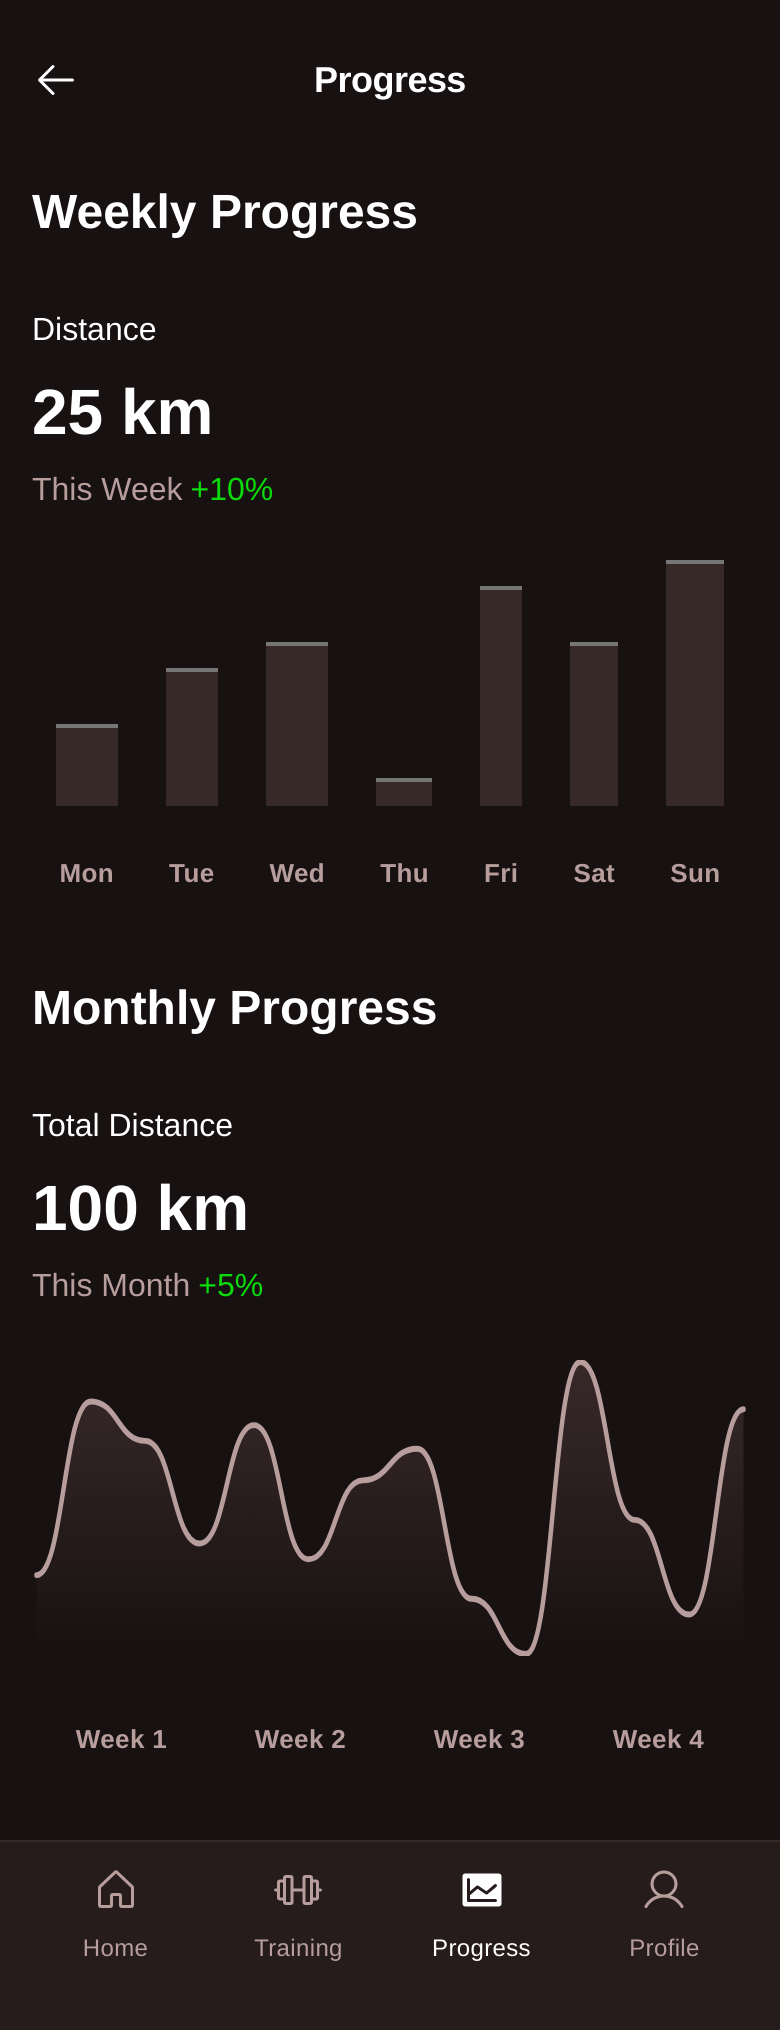 Progress
Weekly Progress
Distance
25 km
This Week +10%
Mon Tue Wed Thu Fri Sat Sun
Monthly Progress
Total Distance
100 km
This Month +5%
Week 1 Week 2 Week 3 Week 4
Home Training Progress Profile